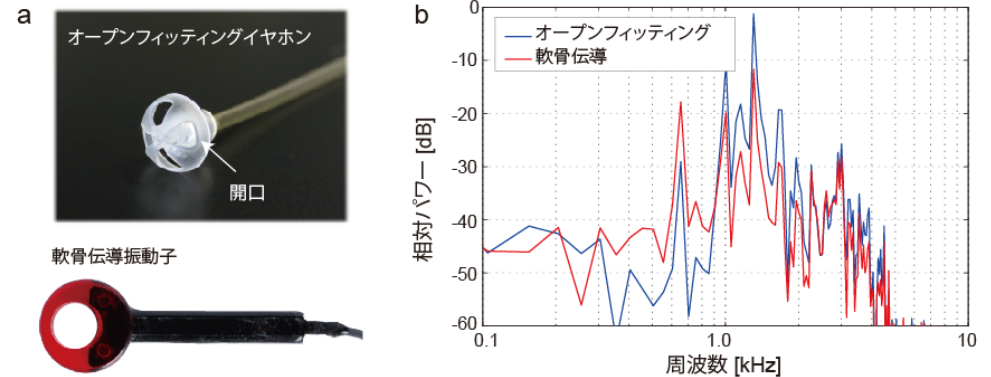 a
オープンフィッティングイヤホン
開口
軟骨伝導振動子
b
オープンフィッティング
軟骨伝導
相対パワー [dB]
0
-10
-20
-30
-40
-50
-60
0.1
1.0
10
周波数 [kHz]